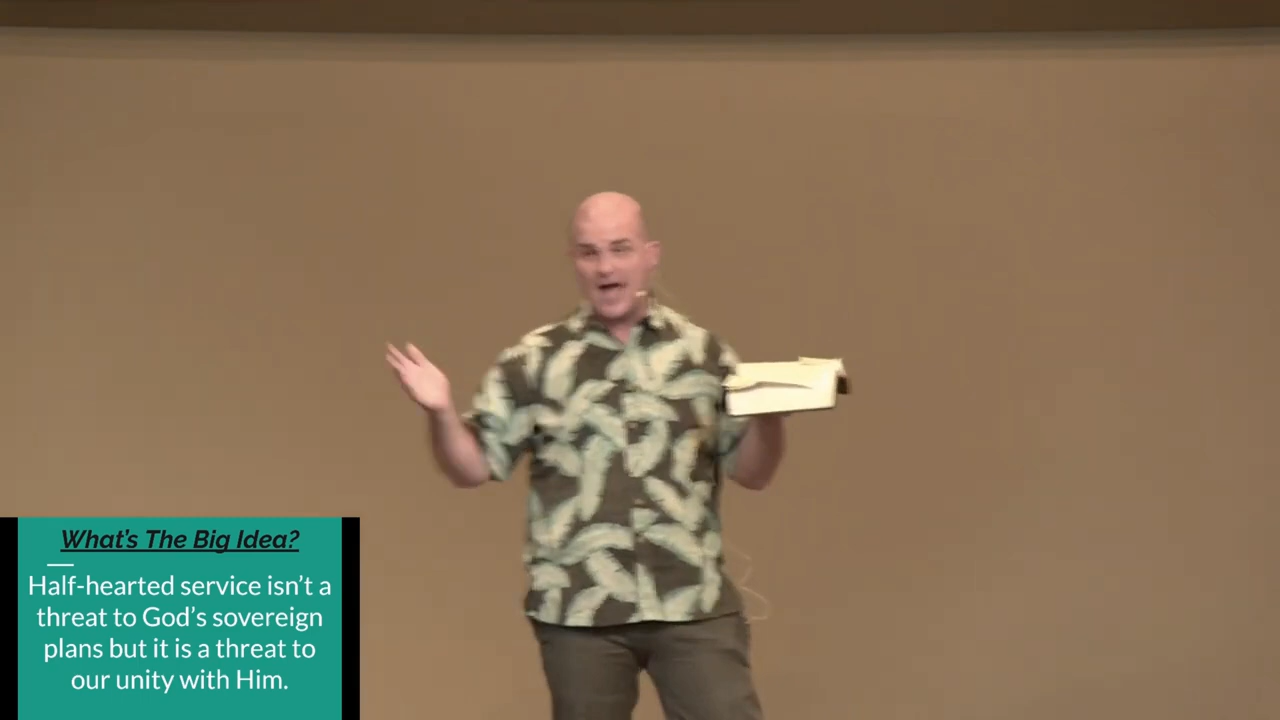 What's The Big Idea?
Half-hearted service isn't a
threat to God's sovereign
plans but it is a threat to
our unity with Him.